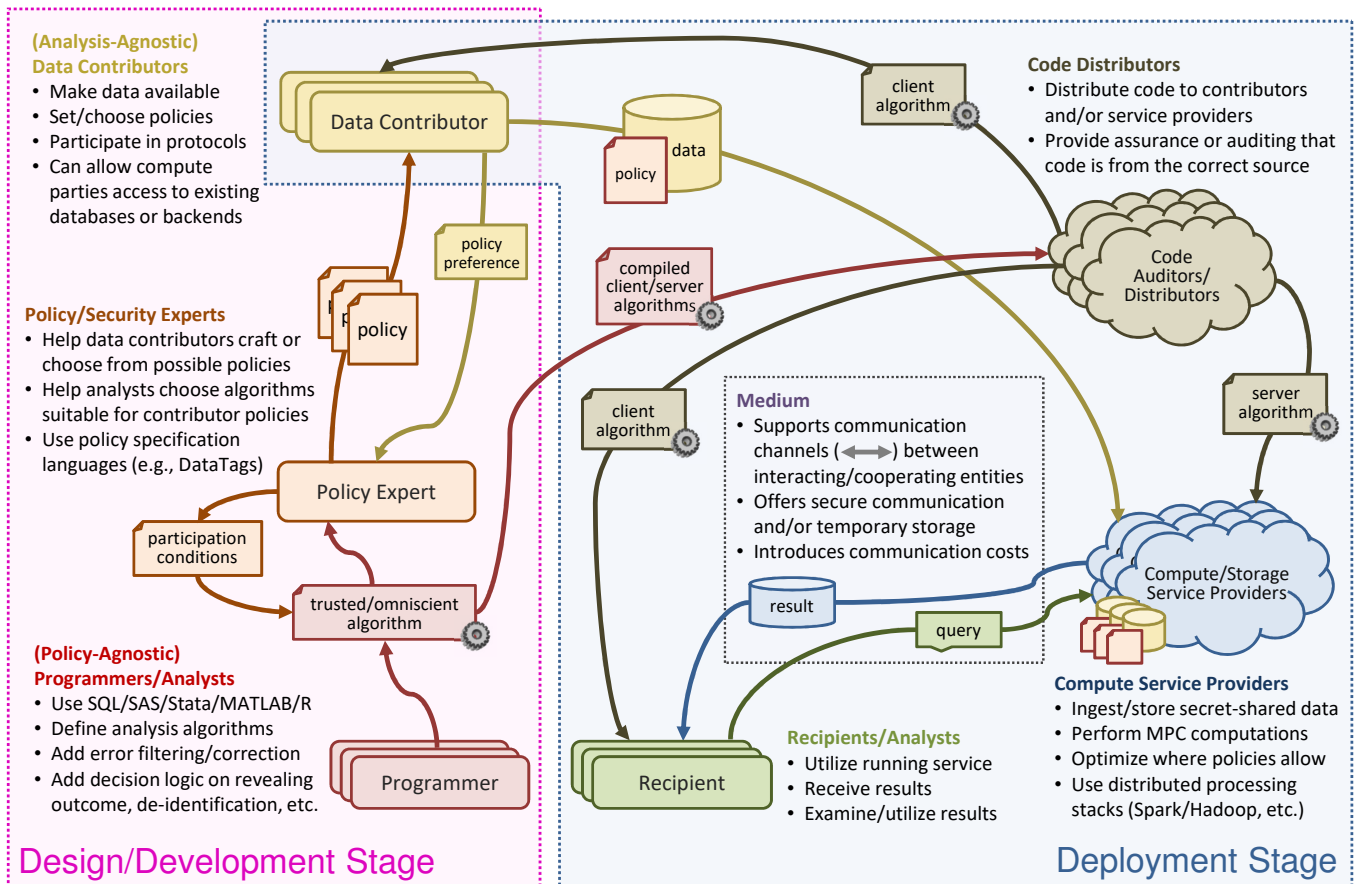 (Analysis-Agnostic)
Data Contributors
• Make data available
• Set/choose policies
• Participate in protocols
• Can allow compute
parties access to existing
databases or backends
Data Contributor
client
algorithm
data
policy
Code Distributors
• Distribute code to contributors
and/or service providers
• Provide assurance or auditing that
code is from the correct source
policy
preference
compiled
client/server
algorithms
Code
Auditors/
Distributors
p
p
policy
Policy/Security Experts
• Help data contributors craft or
choose from possible policies
• Help analysts choose algorithms
suitable for contributor policies
• Use policy specification
languages (e.g., DataTags)
client
algorithm
server
algorithm
Medium
• Supports communication
channels ( ) between
interacting/cooperating entities
• Offers secure communication
and/or temporary storage
• Introduces communication costs
Policy Expert
participation
conditions
trusted/omniscient
algorithm
result
query
Compute/Storage
Service Providers
(Policy-Agnostic)
Programmers/Analysts
• Use SQL/SAS/Stata/MATLAB/R
• Define analysis algorithms
• Add error filtering/correction
• Add decision logic on revealing
outcome, de-identification, etc.
Programmer
Recipient
Recipients/Analysts
• Utilize running service
• Receive results
• Examine/utilize results
Compute Service Providers
• Ingest/store secret-shared data
• Perform MPC computations
• Optimize where policies allow
• Use distributed processing
stacks (Spark/Hadoop, etc.)
Design/Development Stage
Deployment Stage